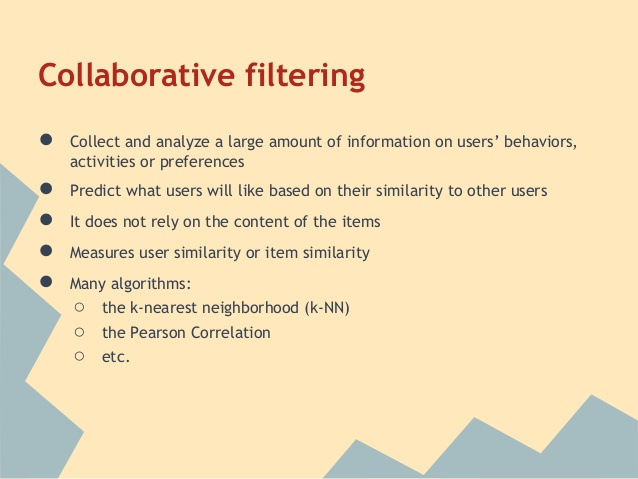 Collaborative filtering
● Collect and analyze a large amount of information on users’ behaviors,
activities or preferences
● Predict what users will like based on their similarity to other users
● It does not rely on the content of the items
● Measures user similarity or item similarity
● Many algorithms:
○ the k-nearest neighborhood (k-NN)
○ the Pearson Correlation
○ etc.